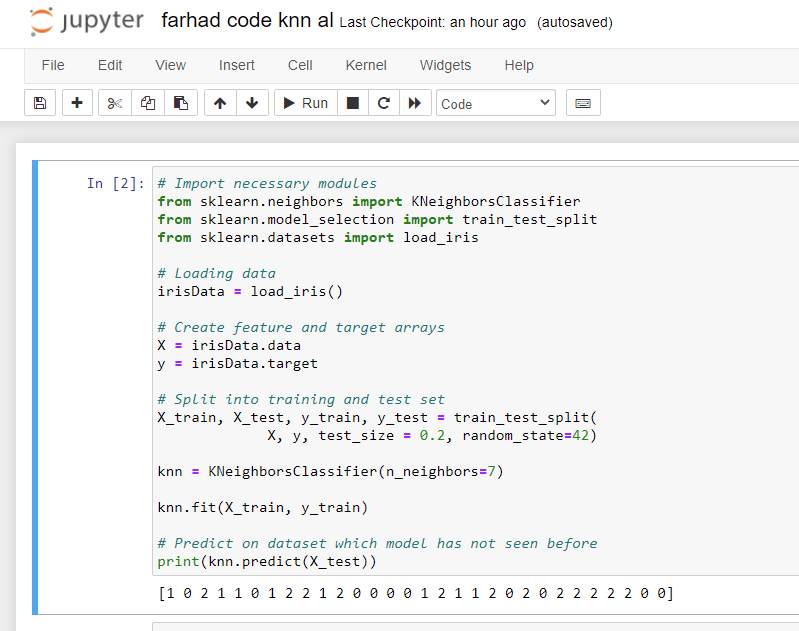 jupyter farhad code knn al Last Checkpoint: an hour ago (autosaved)
File Edit View Insert Cell Kernel Widgets Help
Run Code
In [2]:
# Import necessary modules
from sklearn.neighbors import KNeighborsClassifier
from sklearn.model_selection import train_test_split
from sklearn.datasets import load_iris
# Loading data
irisData = load_iris()
# Create feature and target arrays
X = irisData.data
y = irisData.target
# Split into training and test set
X_train, X_test, y_train, y_test = train_test_split(
X, y, test_size = 0.2, random_state=42)
knn = KNeighborsClassifier(n_neighbors=7)
knn.fit(X_train, y_train)
# Predict on dataset which model has not seen before
print(knn.predict(X_test))
[1 0 2 1 1 0 1 2 2 1 2 0 0 0 0 1 2 1 1 2 0 2 0 2 2 2 2 2 0 0]